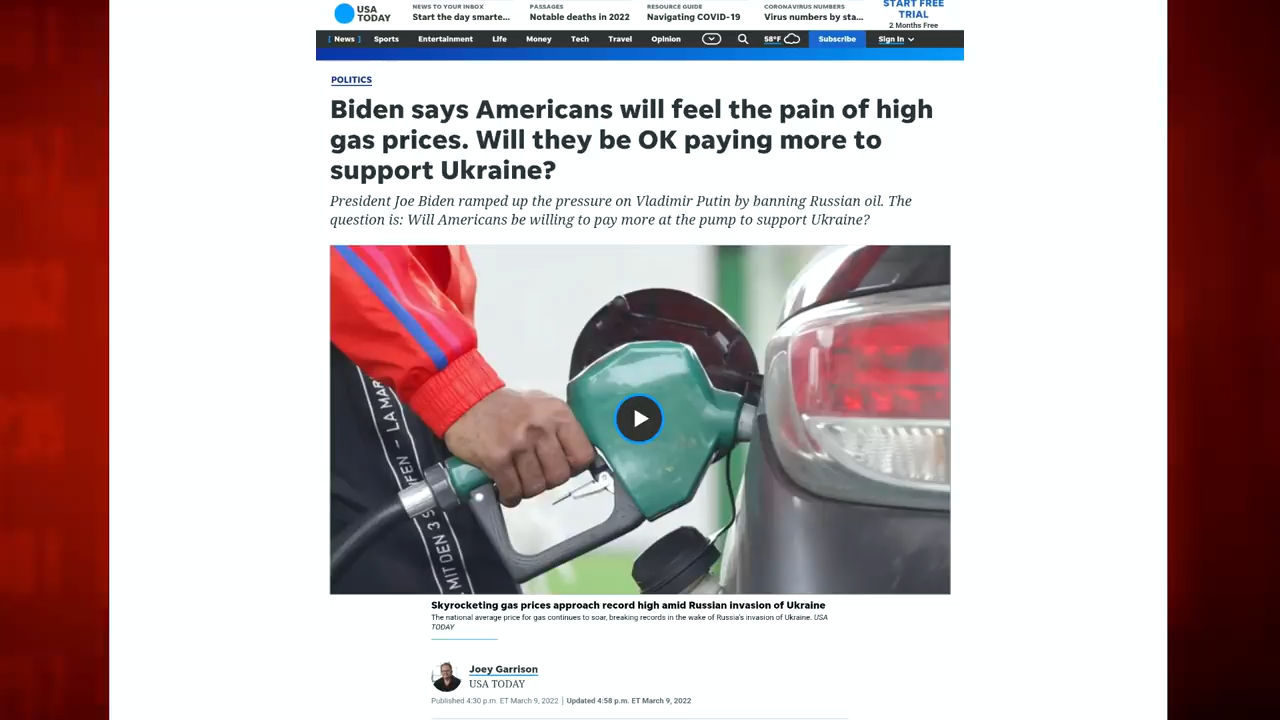 USA
TODAY
NEWS TO YOUR INBOX
Start the day smarte...
PASSAGES
Notable deaths in 2022
RESOURCE GUIDE
Navigating COVID-19
CORONAVIRUS NUMBERS
Virus numbers by sta...
START FREE
TRIAL
2 Months Free
[ News ] Sports Entertainment Life Money Tech Travel Opinion 58°F Subscribe Sign In
POLITICS
Biden says Americans will feel the pain of high
gas prices. Will they be OK paying more to
support Ukraine?
President Joe Biden ramped up the pressure on Vladimir Putin by banning Russian oil. The
question is: Will Americans be willing to pay more at the pump to support Ukraine?
MIT DEN 3 S
FEN - LA MAR
Skyrocketing gas prices approach record high amid Russian invasion of Ukraine
The national average price for gas continues to soar, breaking records in the wake of Russia's invasion of Ukraine. USA
TODAY
Joey Garrison
USA TODAY
Published 4:30 p.m. ET March 9, 2022 | Updated 4:58 p.m. ET March 9, 2022